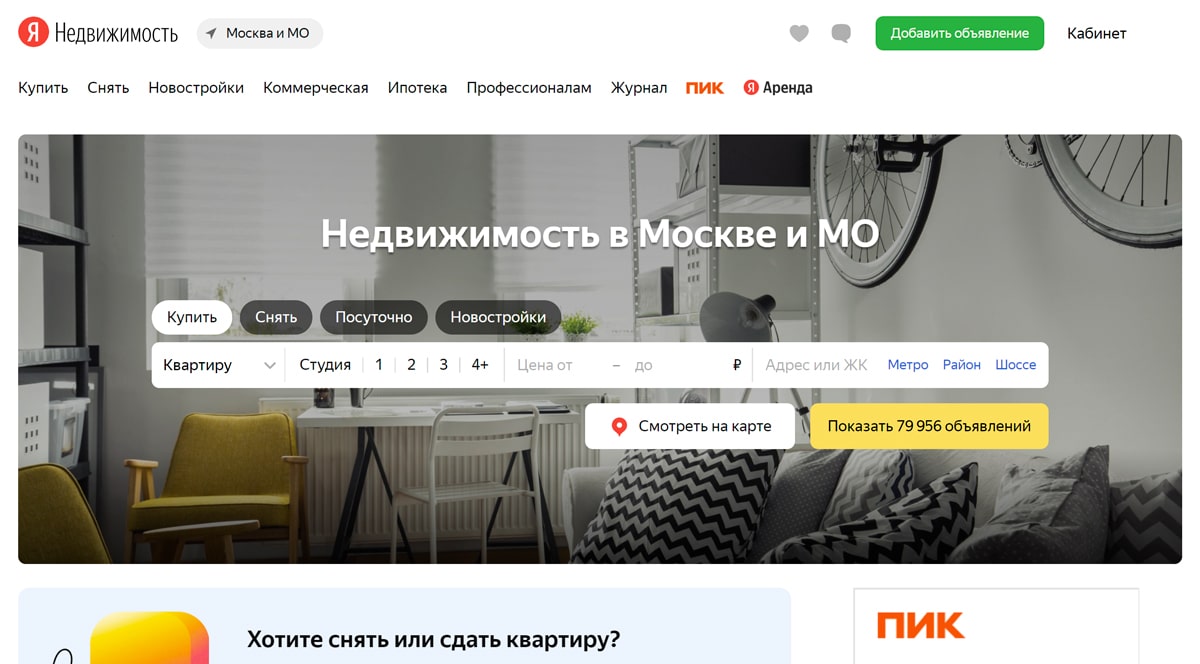 Я Недвижимость Москва и МО Добавить объявление Кабинет
Купить Снять Новостройки Коммерческая Ипотека Профессионалам Журнал ПИК Я Аренда
Недвижимость в Москве и МО
Купить Снять Посуточно Новостройки
Квартиру Студия 1 2 3 4+ Цена от – до ₽ Адрес или ЖК Метро Район Шоссе
Смотреть на карте Показать 79 956 объявлений
Хотите снять или сдать квартиру?
ПИК